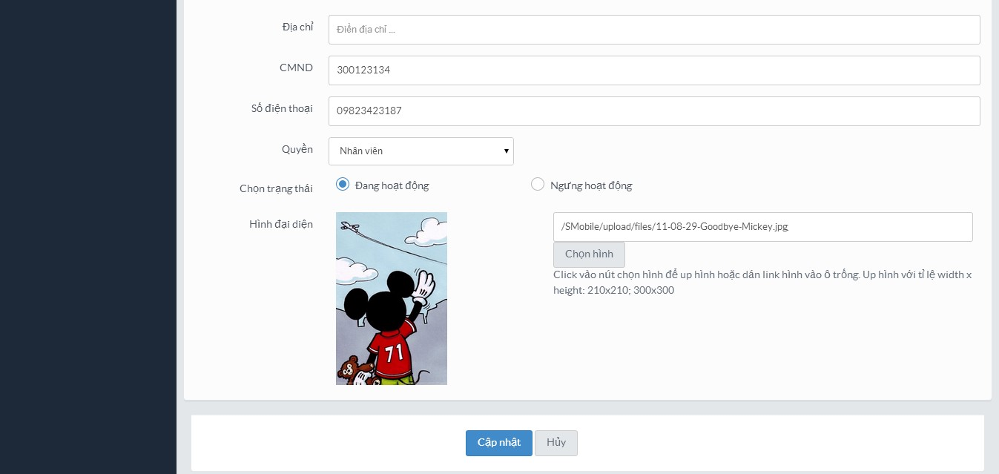 Địa chỉ
Điền địa chỉ ...
CMND
300123134
Số điện thoại
09823423187
Quyền
Nhân viên
Chọn trạng thái
Đang hoạt động
Ngưng hoạt động
Hình đại diện
71
/SMobile/upload/files/11-08-29-Goodbye-Mickey.jpg
Chọn hình
Click vào nút chọn hình để up hình hoặc dán link hình vào ô trống. Up hình với tỉ lệ width x
height: 210x210; 300x300
Cập nhật
Hủy